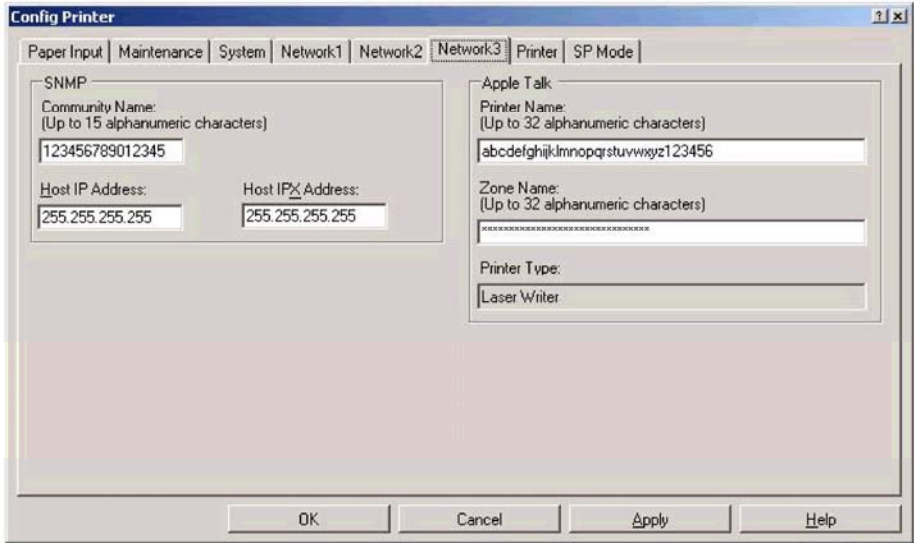 Config Printer
Paper Input Maintenance System Network1 Network2 Network3 Printer SP Mode
SNMP
Community Name:
(Up to 15 alphanumeric characters)
123456789012345
Host IP Address: Host IPX Address:
255.255.255.255 255.255.255.255
Apple Talk
Printer Name:
(Up to 32 alphanumeric characters)
abcdefghijklmnopqrstuvwxyz123456
Zone Name:
(Up to 32 alphanumeric characters)
********************************
Printer Type:
Laser Writer
OK Cancel Apply Help